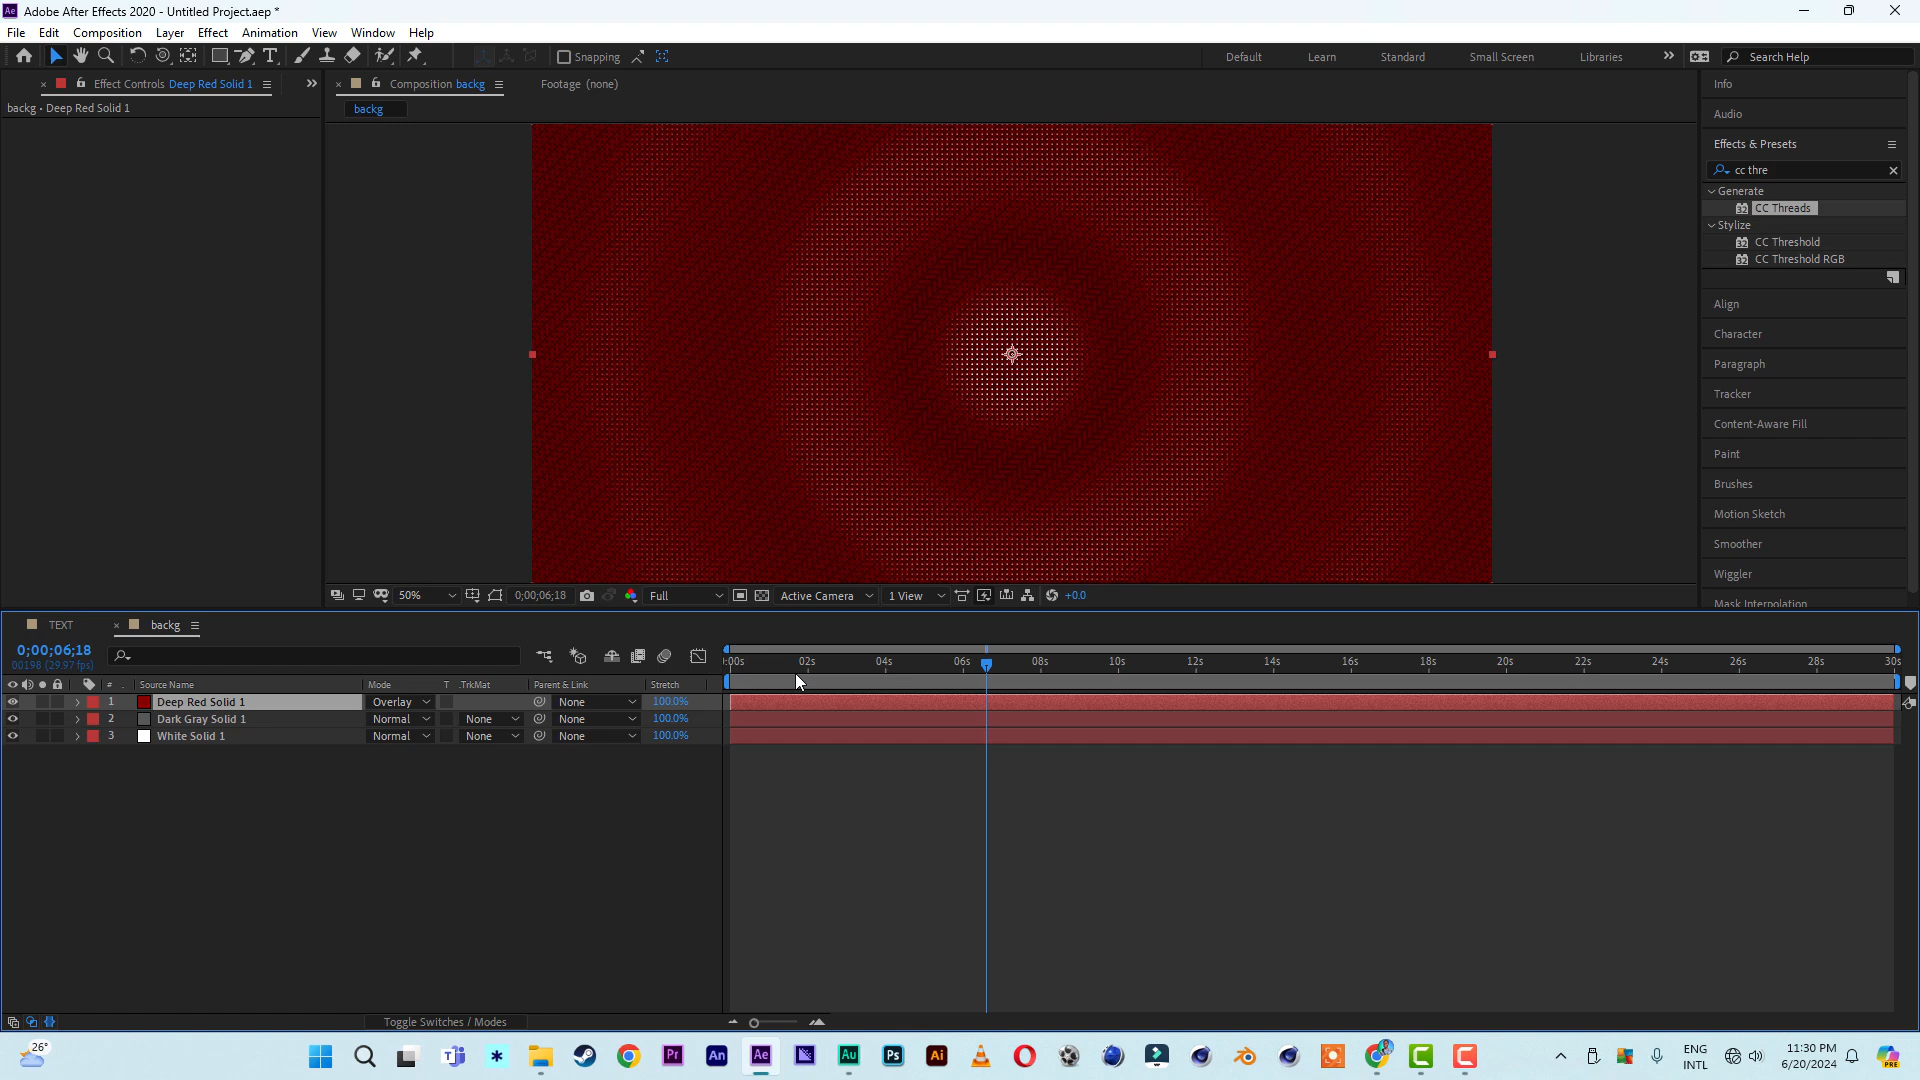 Adobe After Effects 2020 - Untitled Project.aep *
File Edit Composition Layer Effect Animation View Window Help
Snapping
Default Learn Standard Small Screen Libraries Search Help
Effect Controls Deep Red Solid 1
Composition backg
Footage (none)
backg • Deep Red Solid 1
backg
Info
Audio
Effects & Presets
cc thre
Generate
CC Threads
Stylize
CC Threshold
CC Threshold RGB
Align
Character
Paragraph
Tracker
Content-Aware Fill
Paint
Brushes
Motion Sketch
Smoother
Wiggler
Mask Interpolation
50% 0;00;06;18 Full Active Camera 1 View +0.0
TEXT backg
0;00;06;18
00198 (29.97 fps)
:00s 02s 04s 06s 08s 10s 12s 14s 16s 18s 20s 22s 24s 26s 28s 30s
# Source Name Mode T .TrkMat Parent & Link Stretch
1 Deep Red Solid 1 Overlay None 100.0%
2 Dark Gray Solid 1 Normal None None 100.0%
3 White Solid 1 Normal None None 100.0%
Toggle Switches / Modes
26°
Pr An Ae Au Ps Ai
ENG
INTL
11:30 PM
6/20/2024
PRE